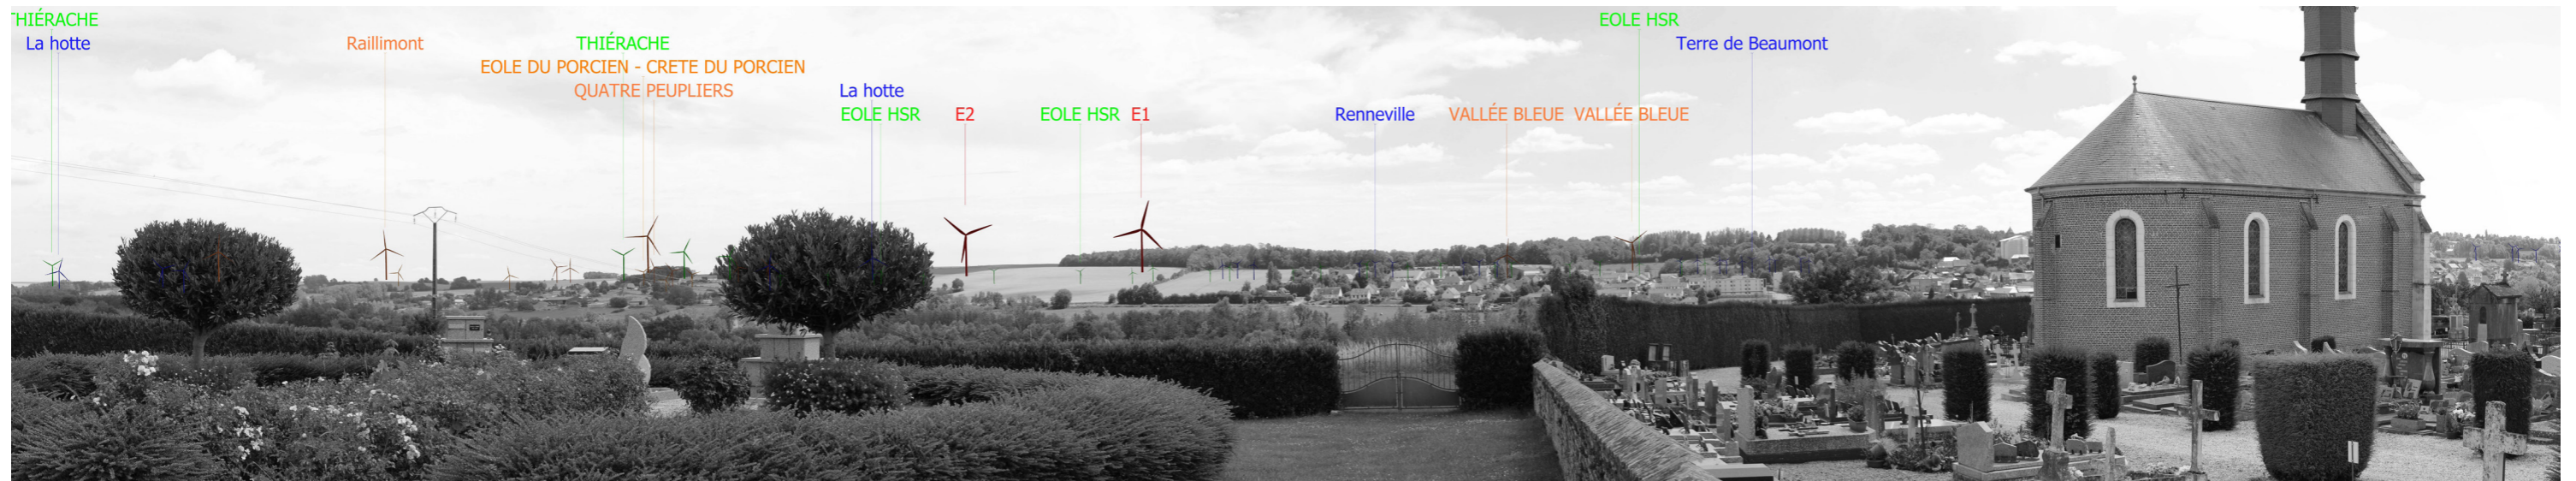 THIÉRACHE EOLE HSR
La hotte Raillimont THIÉRACHE Terre de Beaumont
EOLE DU PORCIEN - CRETE DU PORCIEN
QUATRE PEUPLIERS La hotte
EOLE HSR E2 EOLE HSR E1 Renneville VALLÉE BLEUE VALLÉE BLEUE